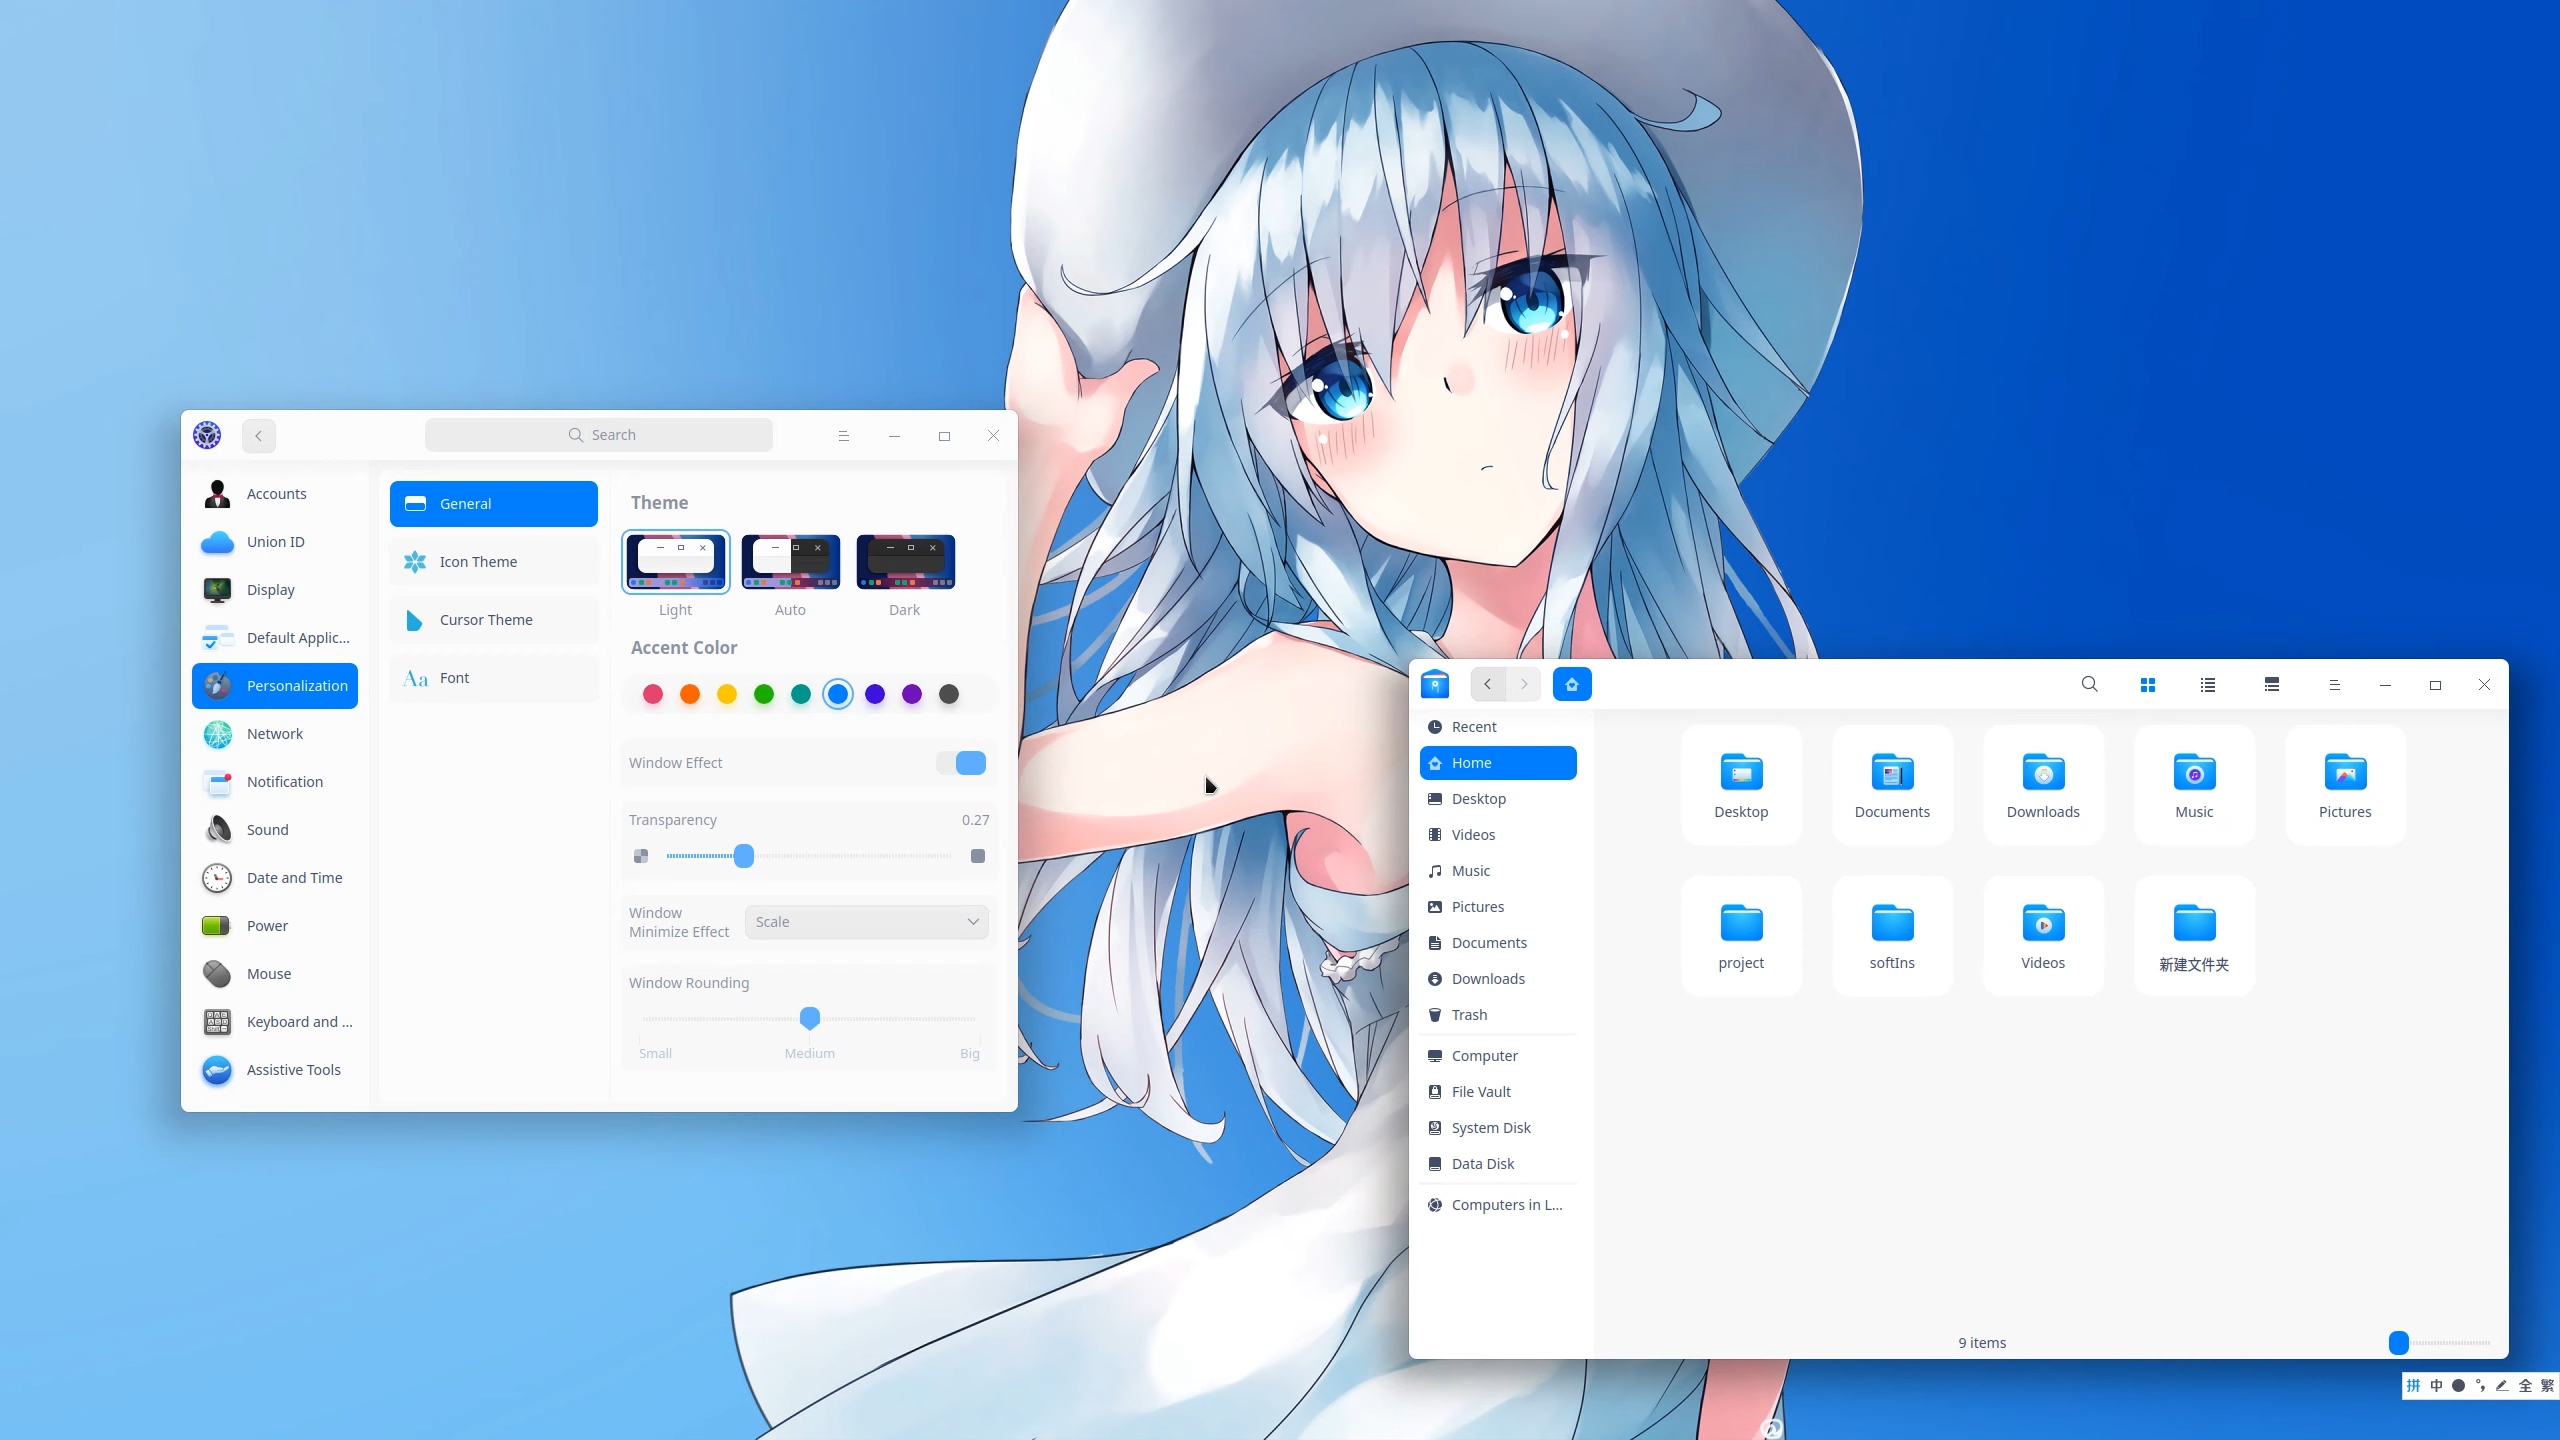 Search
Accounts
Union ID
Display
Default Applic...
Personalization
Network
Notification
Sound
Date and Time
Power
Mouse
Keyboard and ...
Assistive Tools
General
Icon Theme
Cursor Theme
Aa Font
Theme
Light
Auto
Dark
Accent Color
Window Effect
Transparency
0.27
Window
Minimize Effect
Scale
Window Rounding
Small
Medium
Big
Recent
Home
Desktop
Videos
Music
Pictures
Documents
Downloads
Trash
Computer
File Vault
System Disk
Data Disk
Computers in L...
Desktop
Documents
Downloads
Music
Pictures
project
softIns
Videos
新建文件夹
9 items
拼 中 °, 全 繁
@